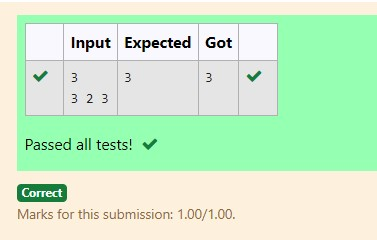 Input Expected Got
3 3 3
3 2 3
Passed all tests!
Correct
Marks for this submission: 1.00/1.00.